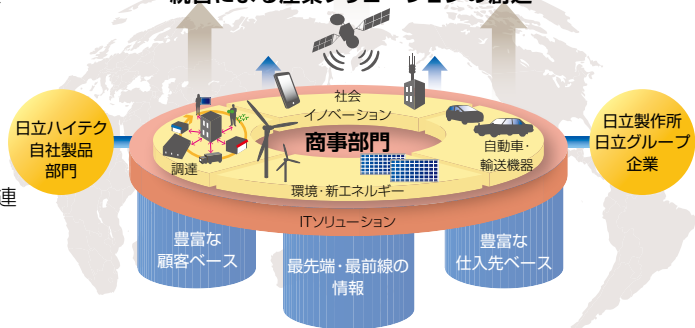 社会
イノベーション
商事部門
調達
自動車・
輸送機器
環境・新エネルギー
ITソリューション
日立ハイテク
自社製品
部門
日立製作所
日立グループ
企業
連
豊富な
顧客ベース
最先端・最前線の
情報
豊富な
仕入先ベース